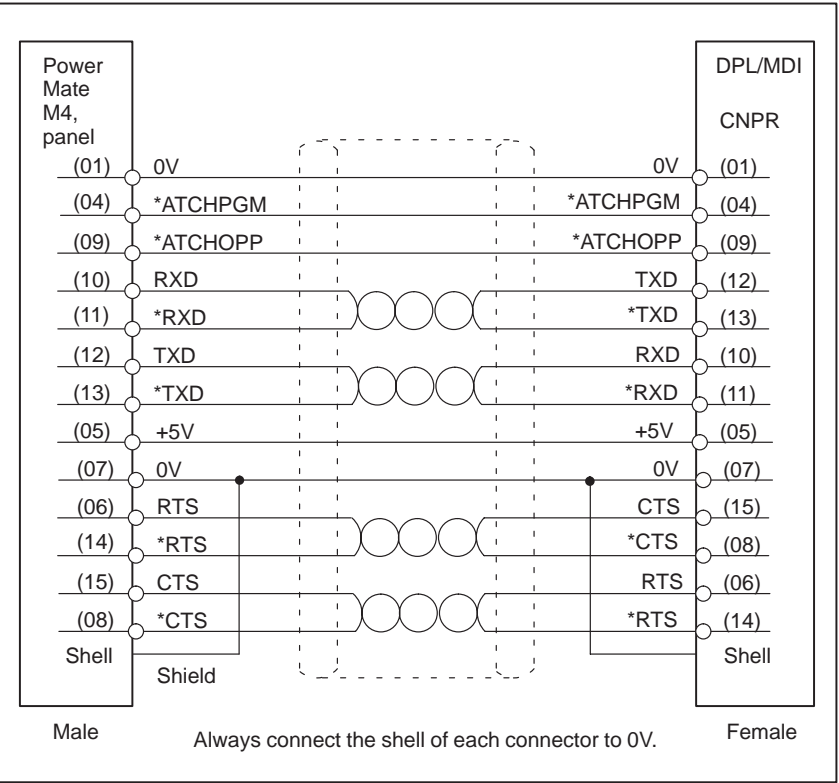 Power
Mate
M4,
panel
DPL/MDI
CNPR
(01) 0V 0V (01)
(04) *ATCHPGM *ATCHPGM (04)
(09) *ATCHOPP *ATCHOPP (09)
(10) RXD TXD (12)
(11) *RXD *TXD (13)
(12) TXD RXD (10)
(13) *TXD *RXD (11)
(05) +5V +5V (05)
(07) 0V 0V (07)
(06) RTS CTS (15)
(14) *RTS *CTS (08)
(15) CTS RTS (06)
(08) *CTS *RTS (14)
Shell Shell
Shield
Male Female
Always connect the shell of each connector to 0V.